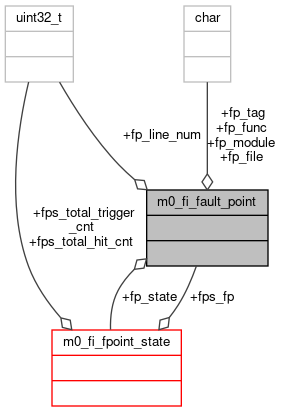 uint32_t
char
+fp_tag
+fp_func
+fp_module
+fp_file
+fp_line_num
m0_fi_fault_point
+fps_total_trigger
_cnt
+fps_total_hit_cnt
+fp_state
+fps_fp
m0_fi_fpoint_state